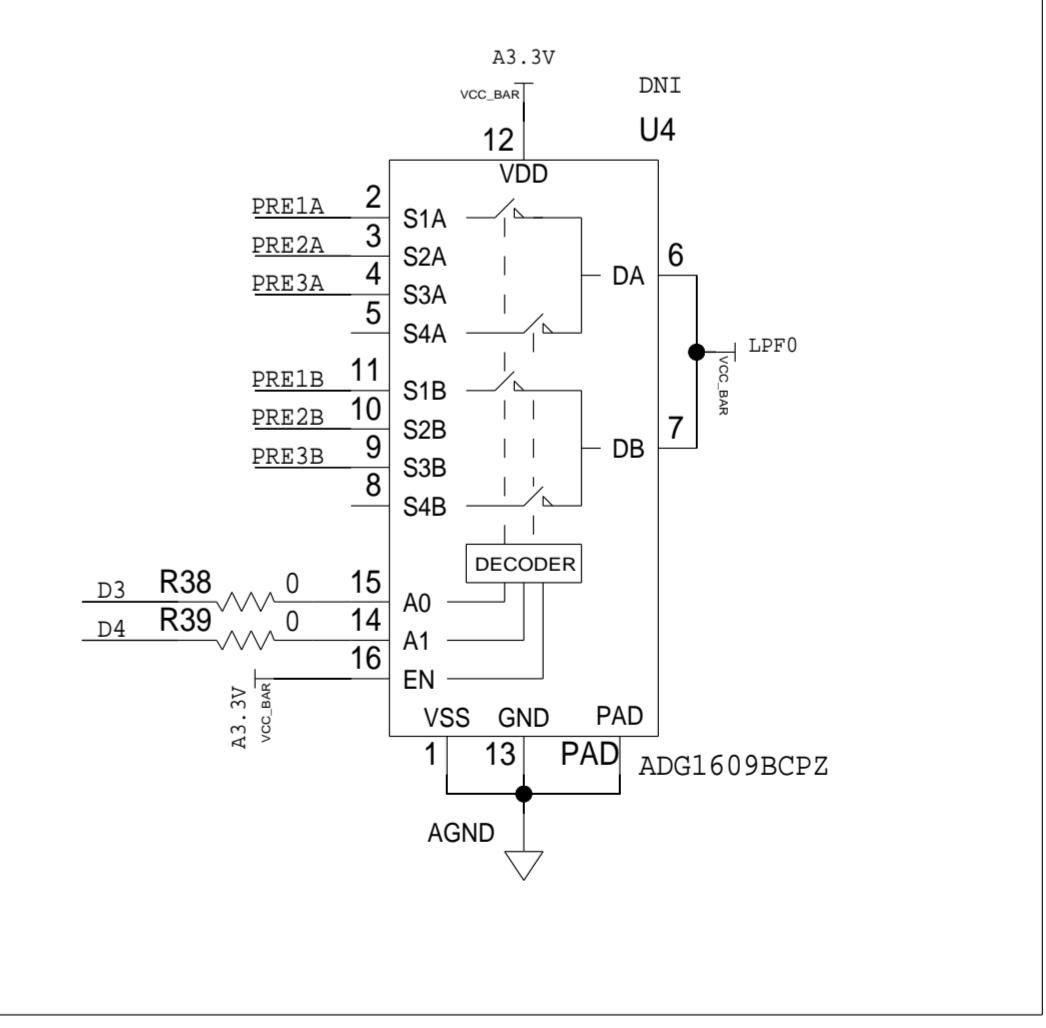 A3.3V
VCC_BAR
DNI
U4
12
VDD
PRE1A 2 S1A
PRE2A 3 S2A
PRE3A 4 S3A
5 S4A
DA 6
LPF0
VCC_BAR
PRE1B 11 S1B
PRE2B 10 S2B
PRE3B 9 S3B
8 S4B
DB 7
DECODER
D3 R38 0 15 A0
D4 R39 0 14 A1
16 EN
A3.3V
VCC_BAR
VSS GND PAD
1 13 PAD
ADG1609BCPZ
AGND